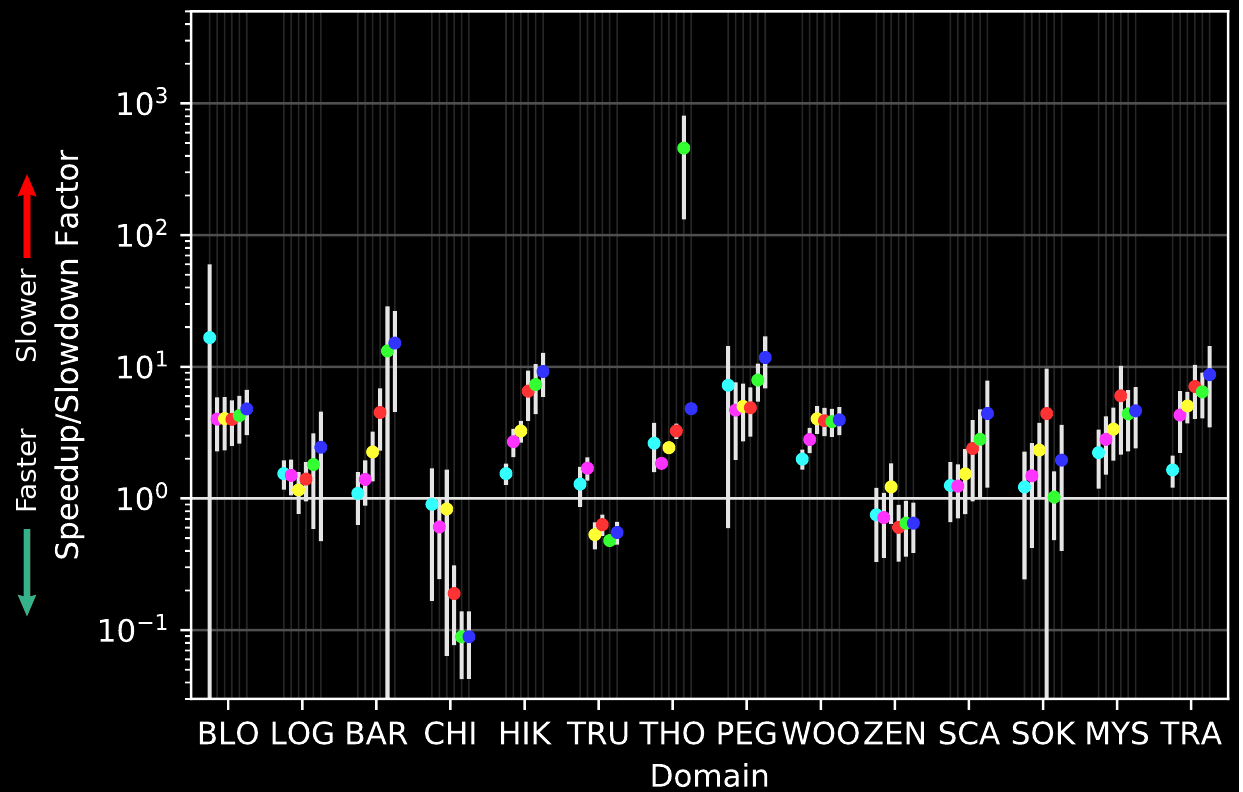 10³
10²
10¹
10⁰
10⁻¹
Slower
Faster
Speedup/Slowdown Factor
BLO LOG BAR CHI HIK TRU THO PEG WOO ZEN SCA SOK MYS TRA
Domain